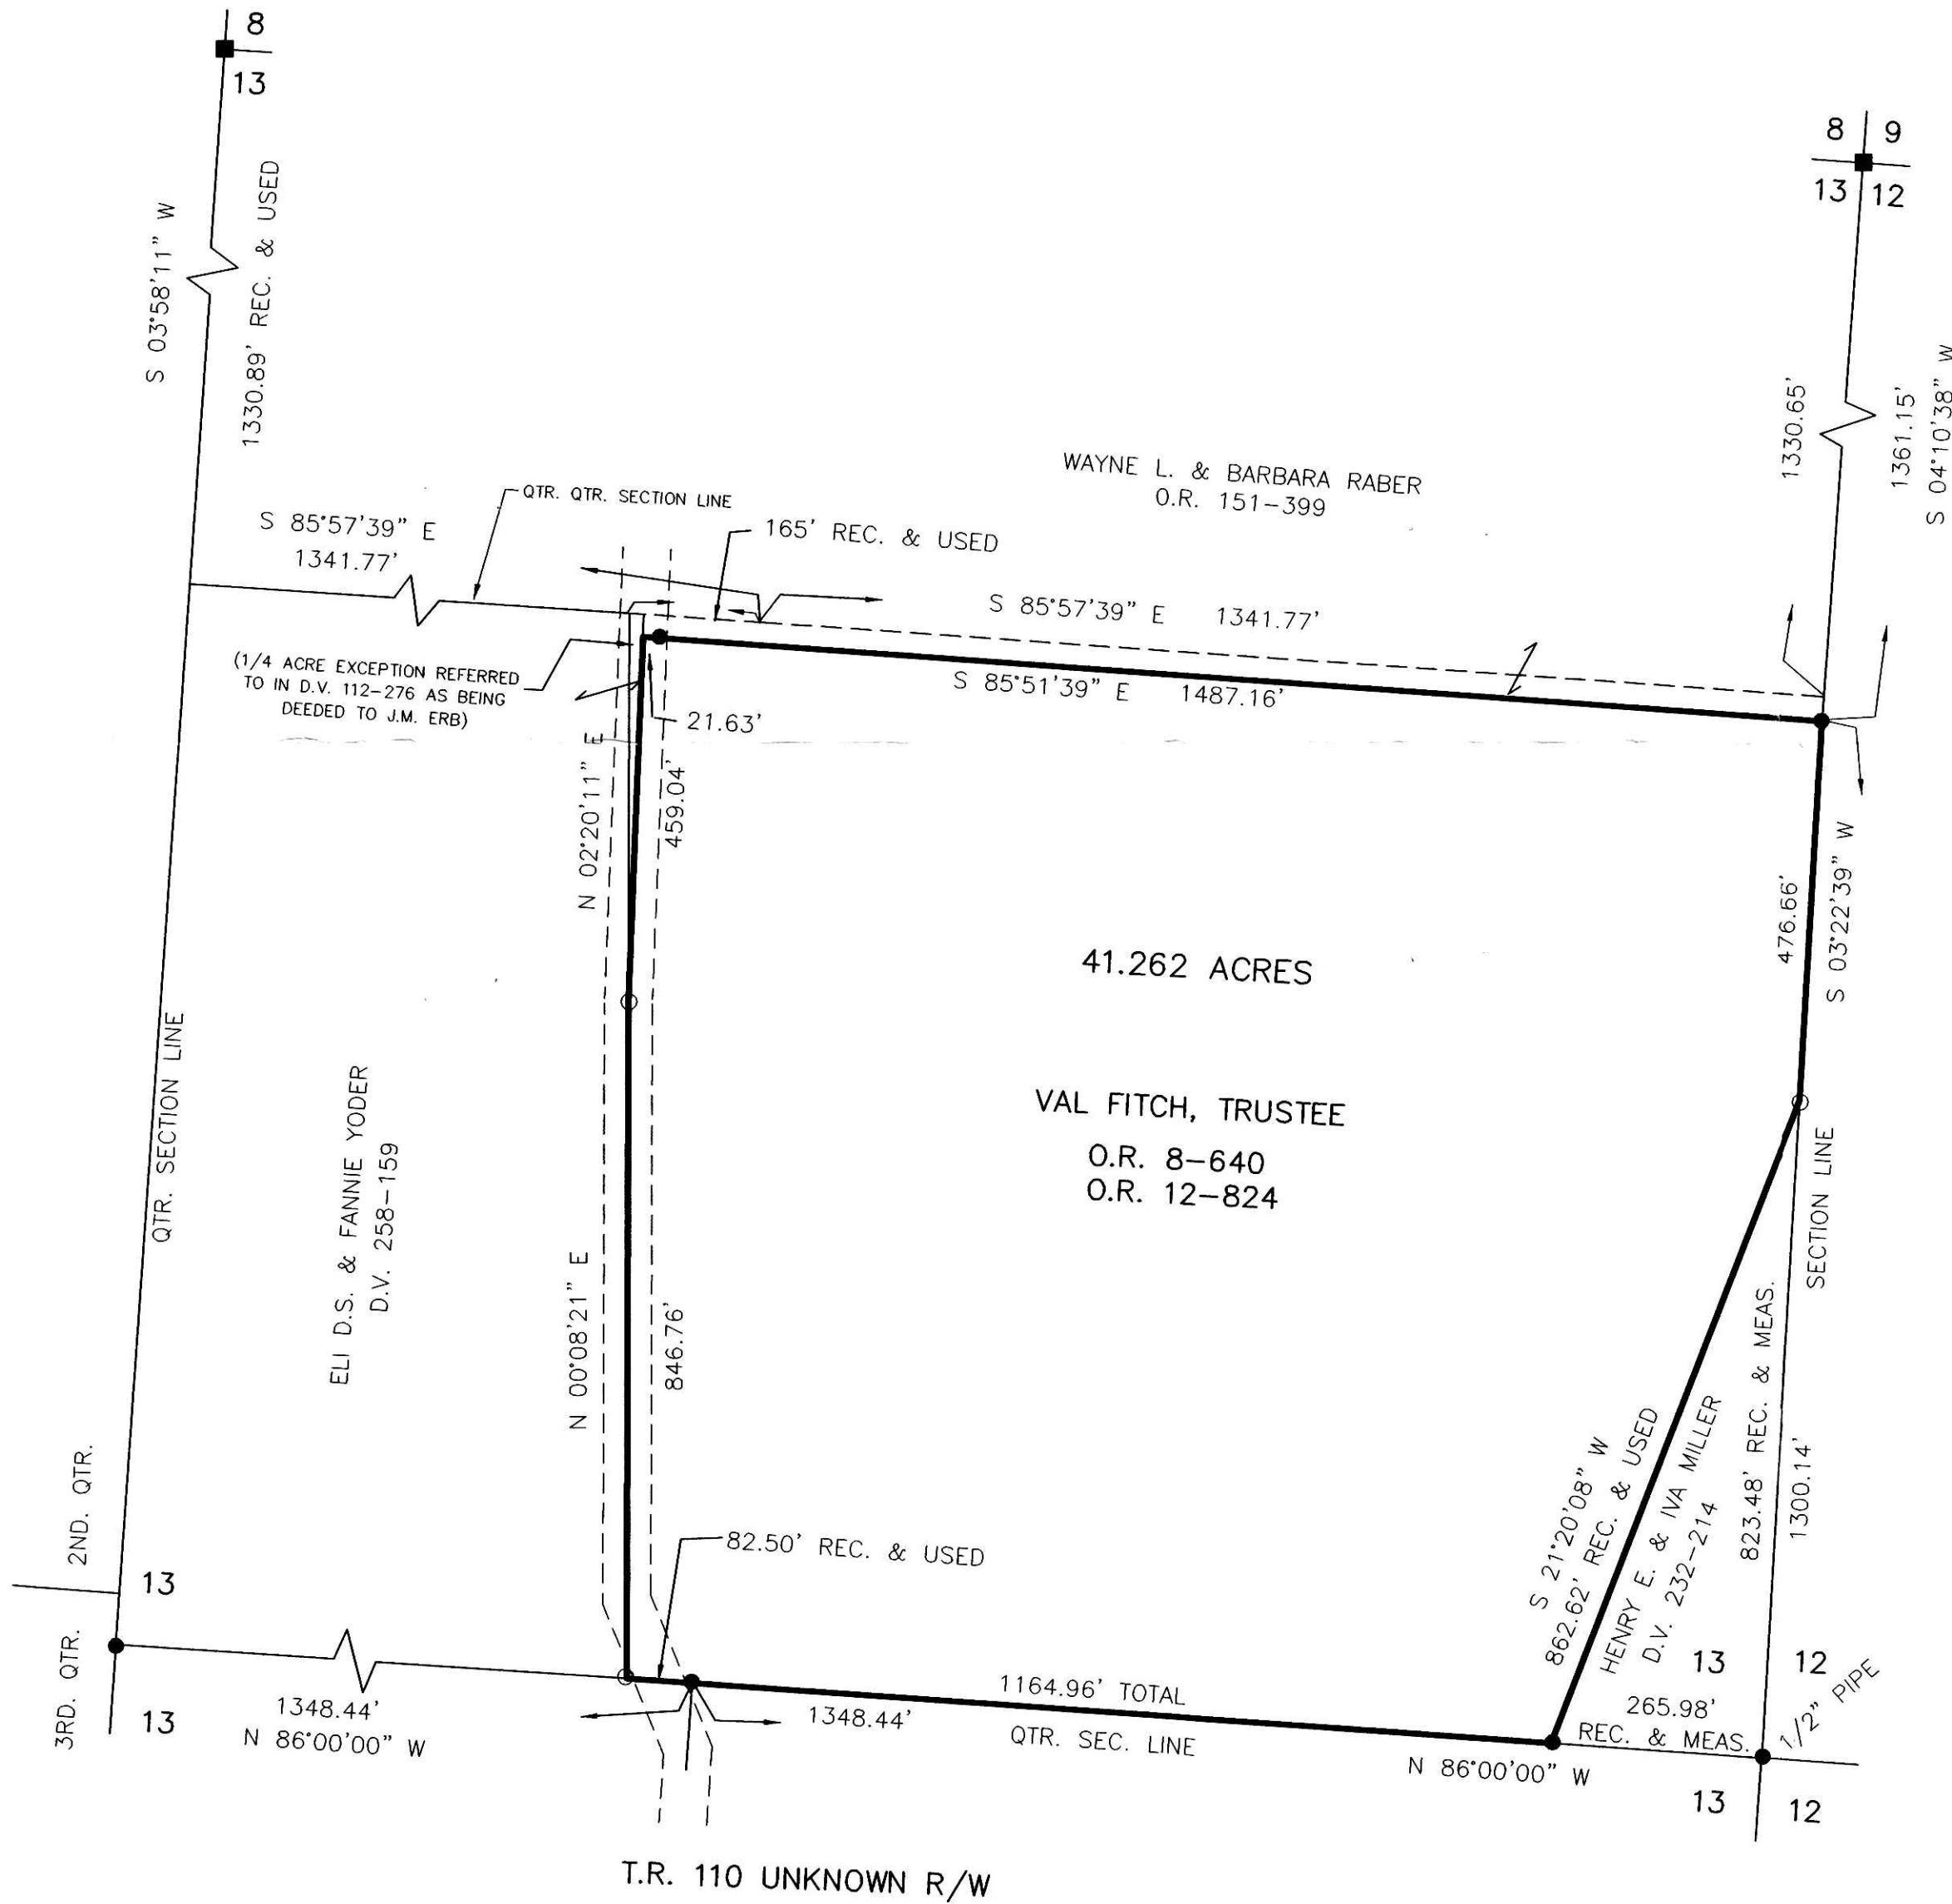 8
13
8 9
13 12
S 03°58'11" W
1330.89' REC. & USED
1330.65'
1361.15'
S 04°10'38" W
WAYNE L. & BARBARA RABER
O.R. 151-399
QTR. QTR. SECTION LINE
S 85°57'39" E
1341.77'
165' REC. & USED
S 85°57'39" E 1341.77'
(1/4 ACRE EXCEPTION REFERRED
TO IN D.V. 112-276 AS BEING
DEEDED TO J.M. ERB)
S 85°51'39" E 1487.16'
21.63'
N 02°20'11" E
459.04'
476.66'
S 03°22'39" W
41.262 ACRES
VAL FITCH, TRUSTEE
O.R. 8-640
O.R. 12-824
QTR. SECTION LINE
ELI D.S. & FANNIE YODER
D.V. 258-159
N 00°08'21" E
846.76'
SECTION LINE
S 21°20'08" W
862.62' REC. & USED
HENRY E. & IVA MILLER
D.V. 232-214
823.48' REC. & MEAS.
1300.14'
2ND. QTR.
13
3RD. QTR.
13
82.50' REC. & USED
1348.44'
N 86°00'00" W
1164.96' TOTAL
1348.44'
QTR. SEC. LINE
N 86°00'00" W
13 12
265.98'
REC. & MEAS.
1/2" PIPE
13 12
T.R. 110 UNKNOWN R/W